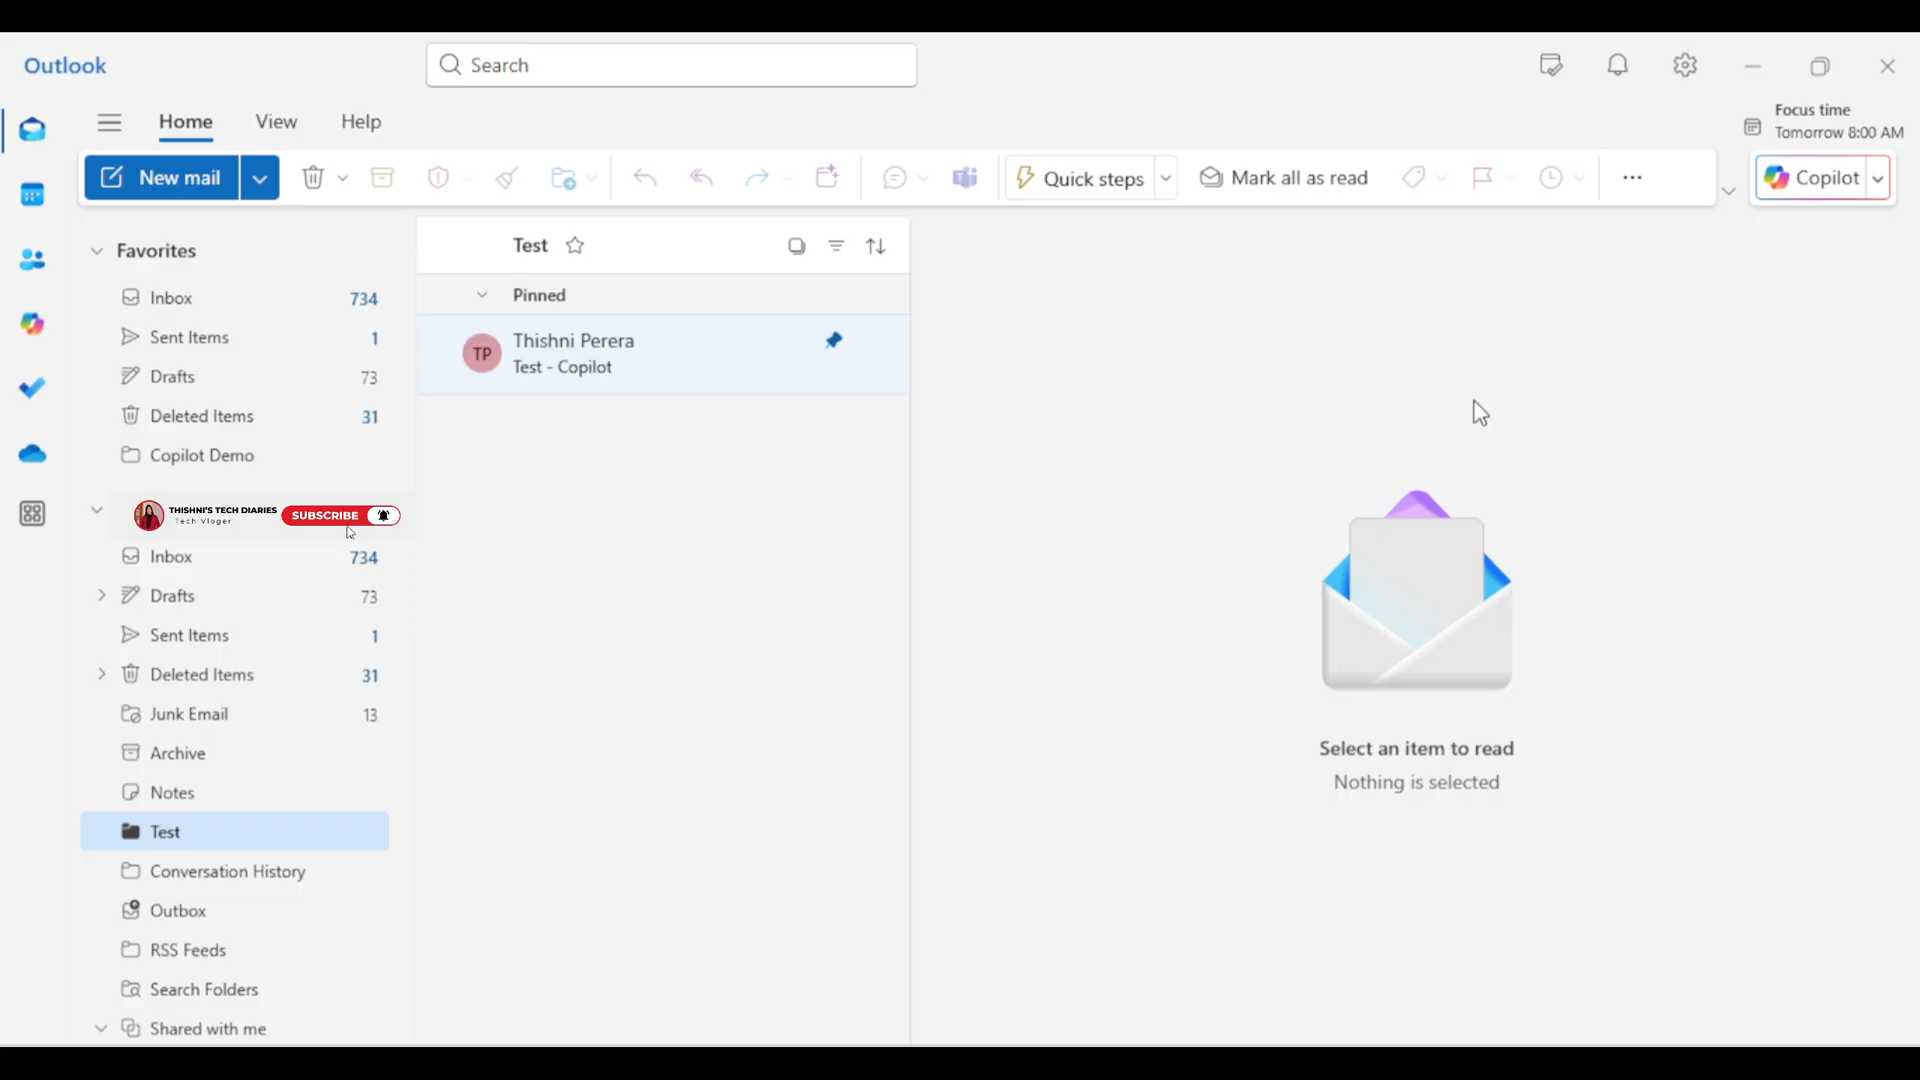 Outlook
Search
Focus time
Tomorrow 8:00 AM
Home View Help
New mail
Quick steps
Mark all as read
Copilot
Favorites
Inbox 734
Sent Items 1
Drafts 73
Deleted Items 31
Copilot Demo
THISHNI'S TECH DIARIES
Tech Vloger
SUBSCRIBE
Inbox 734
Drafts 73
Sent Items 1
Deleted Items 31
Junk Email 13
Archive
Notes
Test
Conversation History
Outbox
RSS Feeds
Search Folders
Shared with me
Test
Pinned
TP
Thishni Perera
Test - Copilot
Select an item to read
Nothing is selected